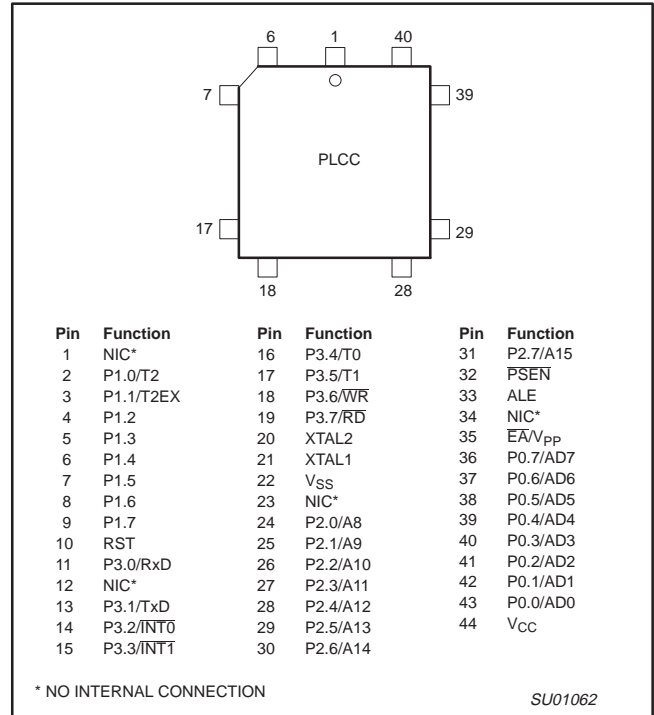 6 1 40
7 39
PLCC
17 29
18 28
Pin Function Pin Function Pin Function
1 NIC* 16 P3.4/T0 31 P2.7/A15
2 P1.0/T2 17 P3.5/T1 32 P̅S̅E̅N̅
3 P1.1/T2EX 18 P3.6/W̅R̅ 33 ALE
4 P1.2 19 P3.7/R̅D̅ 34 NIC*
5 P1.3 20 XTAL2 35 E̅A̅/VPP
6 P1.4 21 XTAL1 36 P0.7/AD7
7 P1.5 22 VSS 37 P0.6/AD6
8 P1.6 23 NIC* 38 P0.5/AD5
9 P1.7 24 P2.0/A8 39 P0.4/AD4
10 RST 25 P2.1/A9 40 P0.3/AD3
11 P3.0/RxD 26 P2.2/A10 41 P0.2/AD2
12 NIC* 27 P2.3/A11 42 P0.1/AD1
13 P3.1/TxD 28 P2.4/A12 43 P0.0/AD0
14 P3.2/I̅N̅T̅0̅ 29 P2.5/A13 44 VCC
15 P3.3/I̅N̅T̅1̅ 30 P2.6/A14
* NO INTERNAL CONNECTION
SU01062